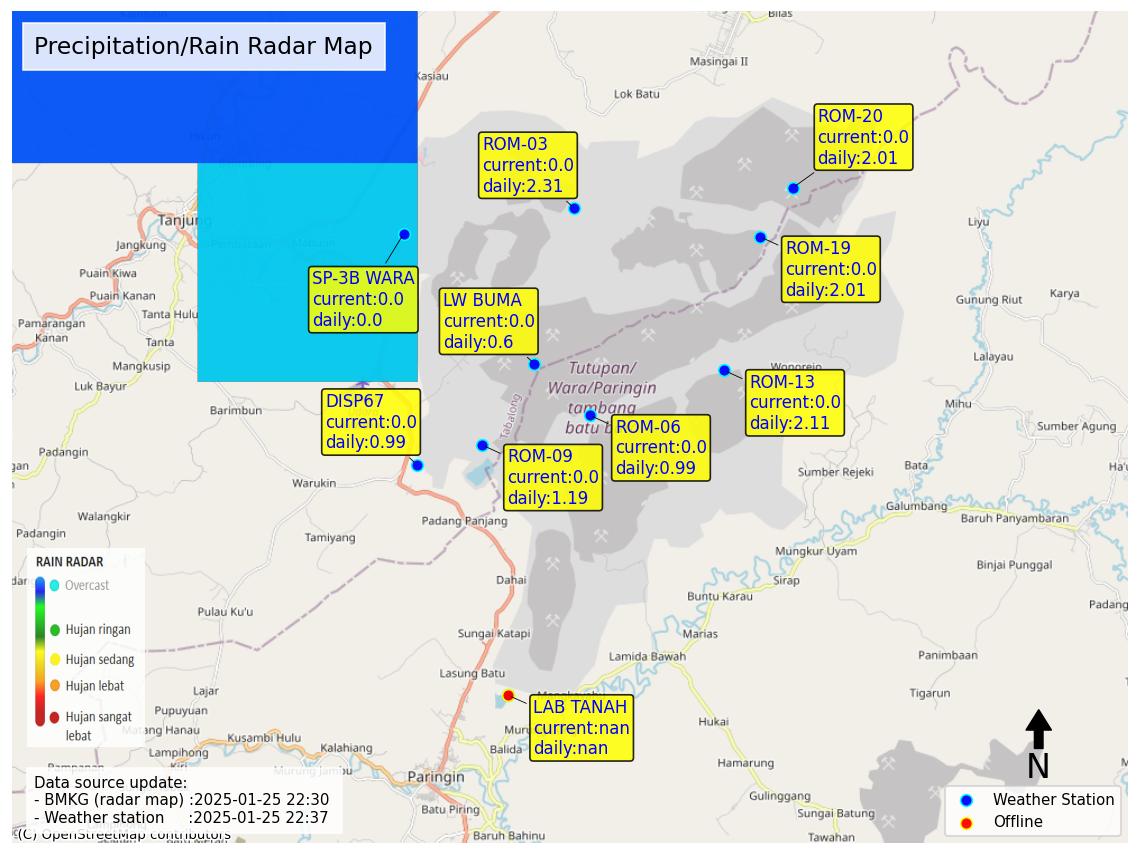 Precipitation/Rain Radar Map
Bilas
Kasiau
Masingai II
Lok Batu
ROM-20
current:0.0
daily:2.01
ROM-03
current:0.0
daily:2.31
Tanjung
Liyu
Jangkung
ROM-19
current:0.0
daily:2.01
Puain Kiwa
SP-3B WARA
current:0.0
daily:0.0
Puain Kanan
LW BUMA
current:0.0
daily:0.6
Gunung Riut
Karya
Tanta Hulu
Pamarangan
Kanan
Tanta
Mangkusip
Lalayau
Tutupan/
Wara/Paringin
tambang
batu
Wonorejo
Luk Bayur
ROM-13
current:0.0
daily:2.11
DISP67
current:0.0
daily:0.99
Barimbun
Tabalong
Mihu
ROM-06
current:0.0
daily:0.99
Sumber Agung
ROM-09
current:0.0
daily:1.19
Bata
Sumber Rejeki
Warukin
Galumbang
Walangkir
Padang Panjang
Baruh Panyambaran
Padangin
Tamiyang
Mungkur Uyam
Binjai Punggal
RAIN RADAR
Overcast
Hujan ringan
Hujan sedang
Hujan lebat
Hujan sangat
lebat
Dahai
Sirap
Buntu Karau
Padang
Pulau Ku'u
Sungai Katapi
Marias
Lamida Bawah
Panimbaan
Lasung Batu
Lajar
Tigarun
LAB TANAH
current:nan
daily:nan
Pupuyuan
Hukai
Matang Hanau
Kusambi Hulu
Kalahiang
Balida
Lampihong
Hamarung
N
Murung Jambu
Paringin
Gulinggang
Data source update:
- BMKG (radar map) :2025-01-25 22:30
- Weather station :2025-01-25 22:37
Batu Piring
Sungai Batung
Weather Station
Offline
(C) OpenStreetMap contributors
Baruh Bahinu
Tawahan